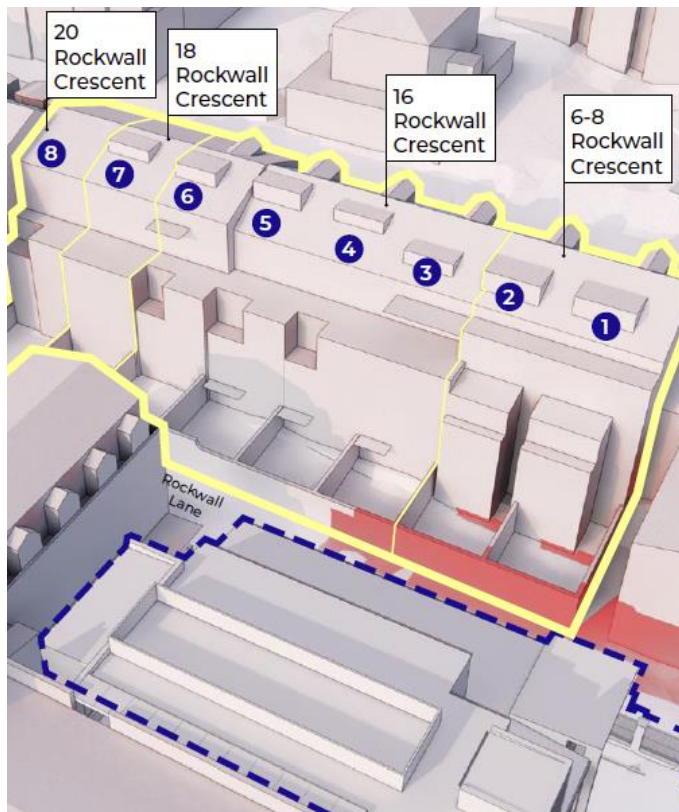 20
Rockwall
Crescent
18
Rockwall
Crescent
16
Rockwall
Crescent
6-8
Rockwall
Crescent
8
7
6
5
4
3
2
1
Rockwall
Lane